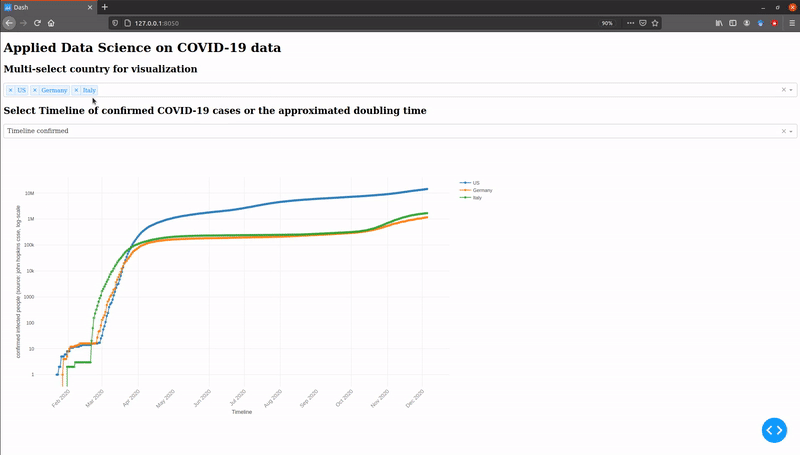 Dash
127.0.0.1:8050
90%
Applied Data Science on COVID-19 data
Multi-select country for visualization
× US × Germany × Italy
Select Timeline of confirmed COVID-19 cases or the approximated doubling time
Timeline confirmed
US
Germany
Italy
confirmed infected people (source: john hopkins csse, log-scale
10M
1M
100k
10k
1000
100
10
1
Feb 2020
Mar 2020
Apr 2020
May 2020
Jun 2020
Jul 2020
Aug 2020
Sep 2020
Oct 2020
Nov 2020
Dec 2020
Timeline